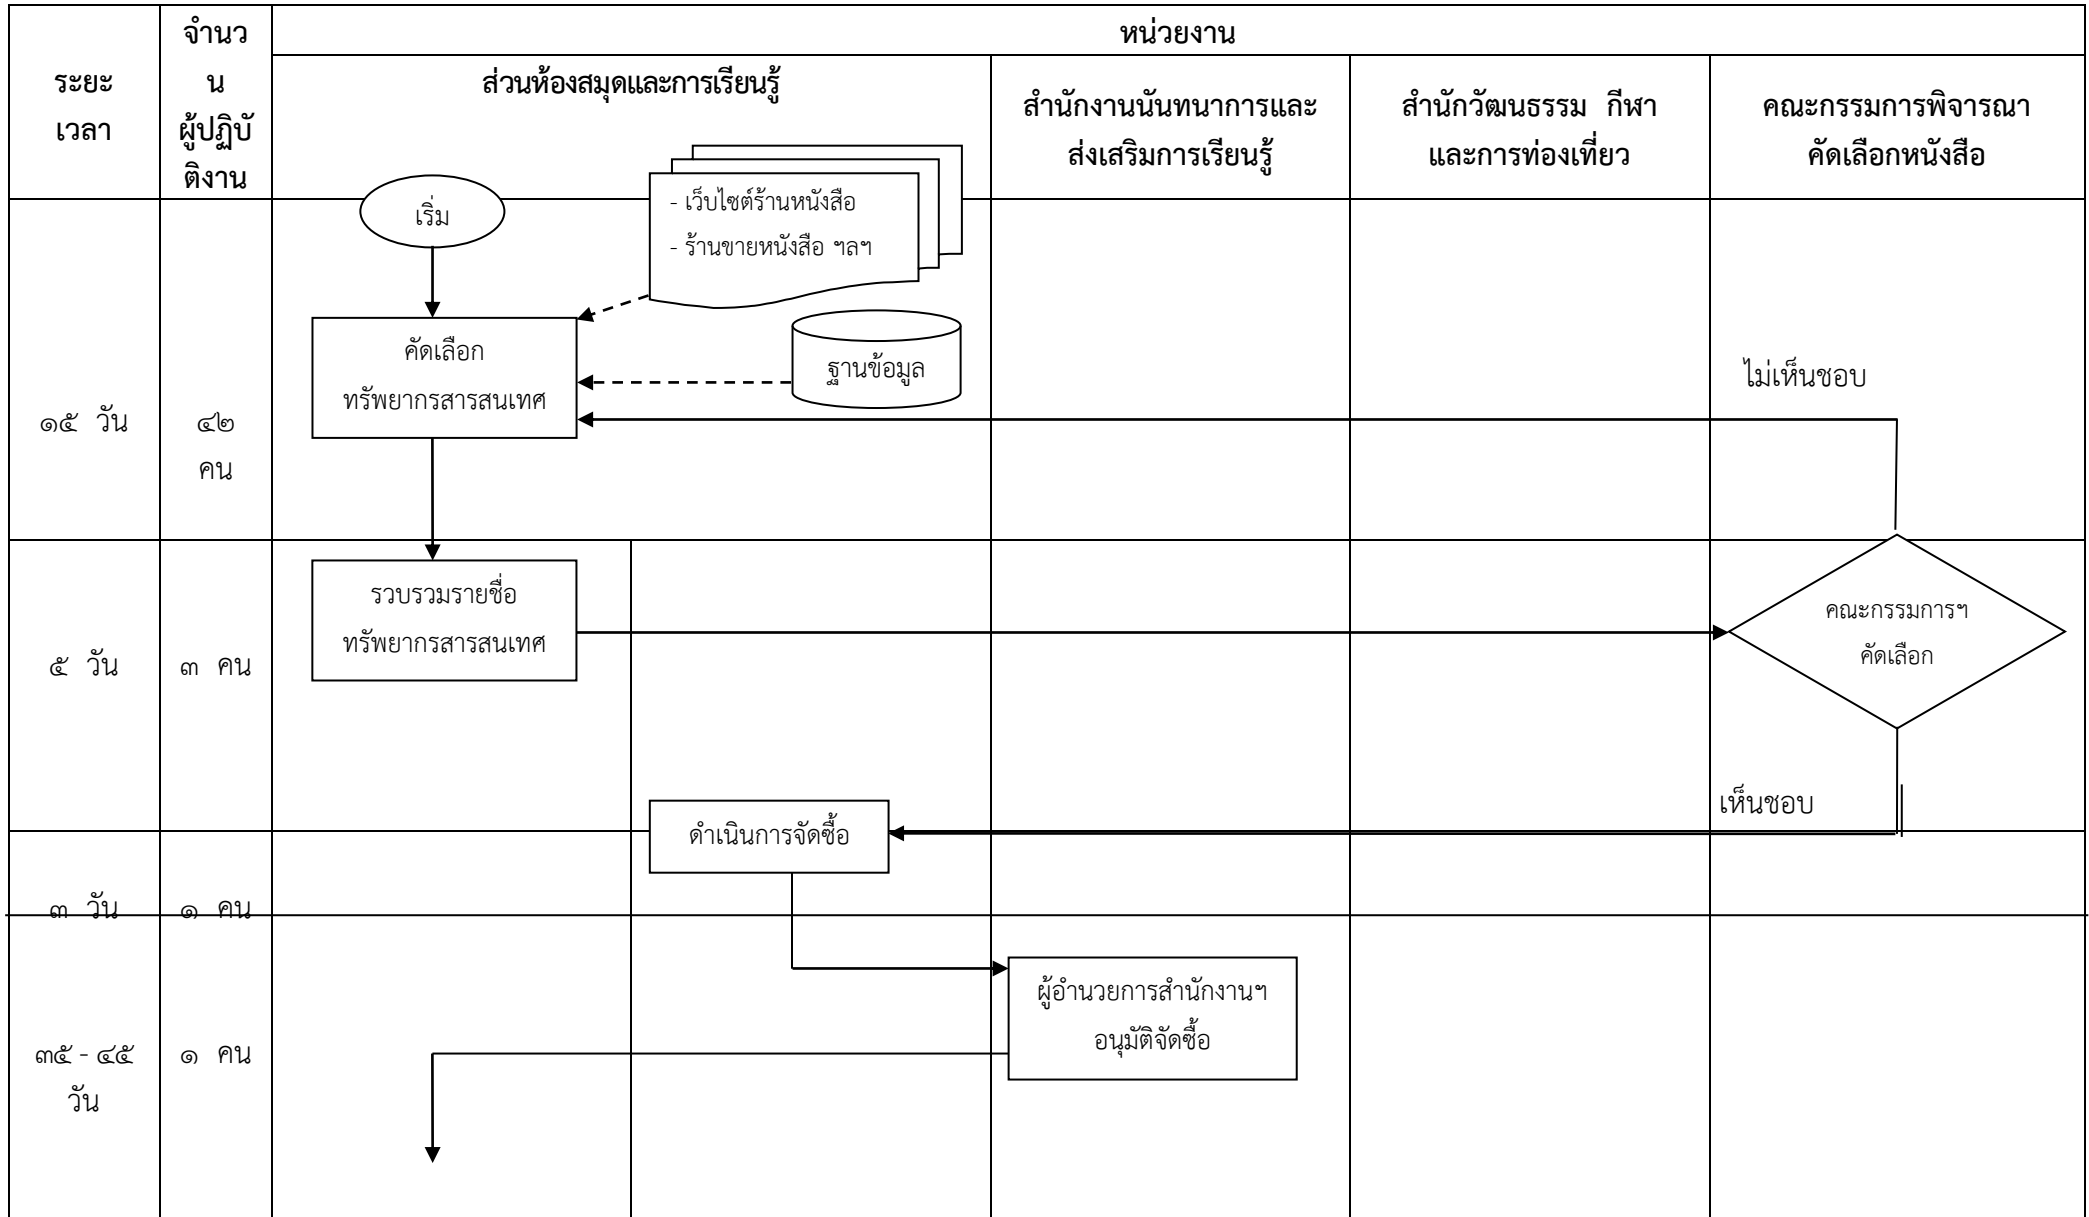 ระยะ
เวลา
จำนว
น
ผู้ปฏิบั
ติงาน
หน่วยงาน
ส่วนห้องสมุดและการเรียนรู้
สำนักงานนันทนาการและ
ส่งเสริมการเรียนรู้
สำนักวัฒนธรรม กีฬา
และการท่องเที่ยว
คณะกรรมการพิจารณา
คัดเลือกหนังสือ
เริ่ม
- เว็บไซต์ร้านหนังสือ
- ร้านขายหนังสือ ฯลฯ
คัดเลือก
ทรัพยากรสารสนเทศ
ฐานข้อมูล
ไม่เห็นชอบ
๑๕ วัน
๔๒
คน
รวบรวมรายชื่อ
ทรัพยากรสารสนเทศ
คณะกรรมการฯ
คัดเลือก
๕ วัน
๓ คน
เห็นชอบ
ดำเนินการจัดซื้อ
๓ วัน
๑ คน
ผู้อำนวยการสำนักงานฯ
อนุมัติจัดซื้อ
๓๕ - ๔๕
วัน
๑ คน